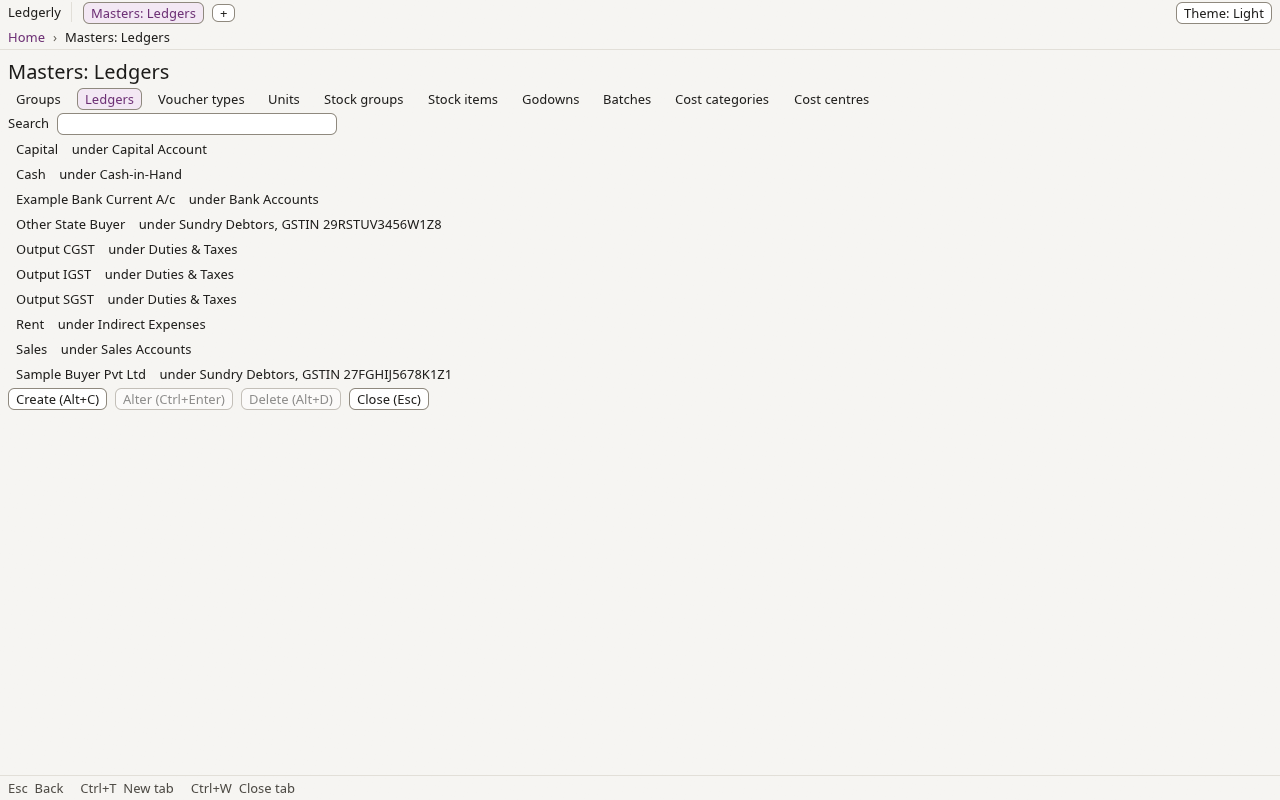 Ledgerly Masters: Ledgers + Theme: Light
Home › Masters: Ledgers
Masters: Ledgers
Groups Ledgers Voucher types Units Stock groups Stock items Godowns Batches Cost categories Cost centres
Search
Capital under Capital Account
Cash under Cash-in-Hand
Example Bank Current A/c under Bank Accounts
Other State Buyer under Sundry Debtors, GSTIN 29RSTUV3456W1Z8
Output CGST under Duties & Taxes
Output IGST under Duties & Taxes
Output SGST under Duties & Taxes
Rent under Indirect Expenses
Sales under Sales Accounts
Sample Buyer Pvt Ltd under Sundry Debtors, GSTIN 27FGHIJ5678K1Z1
Create (Alt+C) Alter (Ctrl+Enter) Delete (Alt+D) Close (Esc)
Esc Back Ctrl+T New tab Ctrl+W Close tab